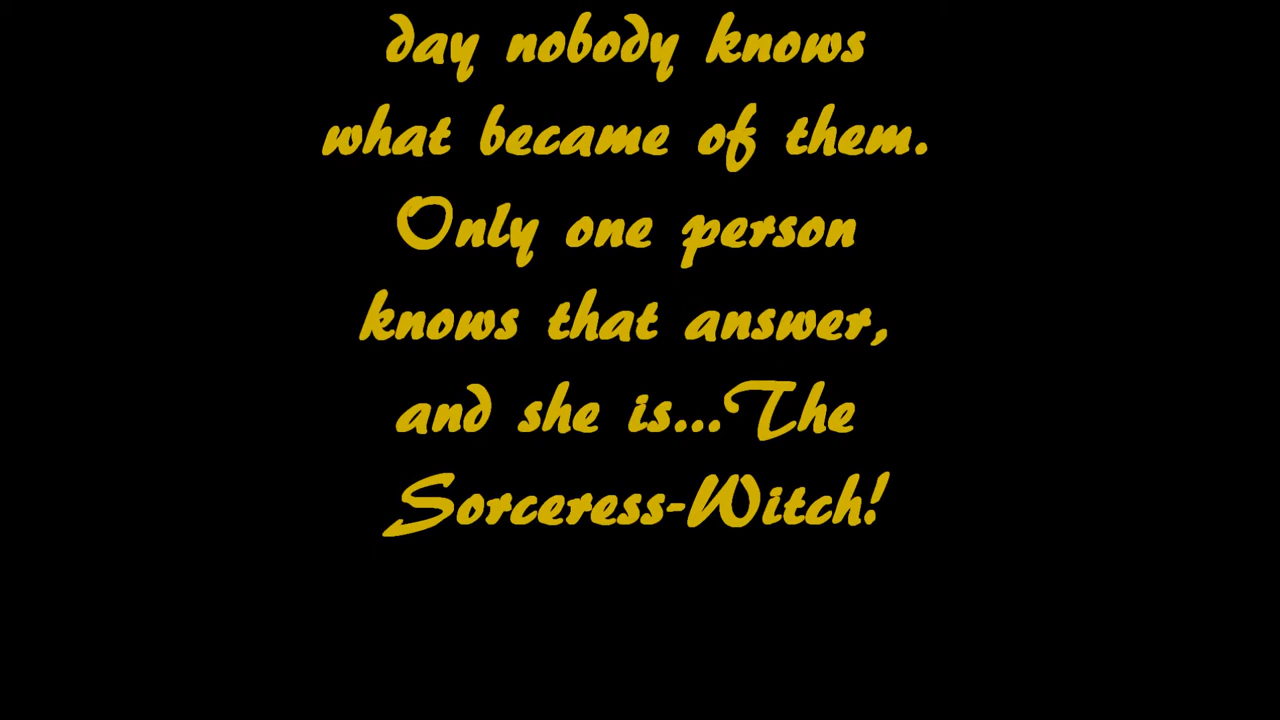 day nobody knows
what became of them.
Only one person
knows that answer,
and she is...The
Sorceress-Witch!